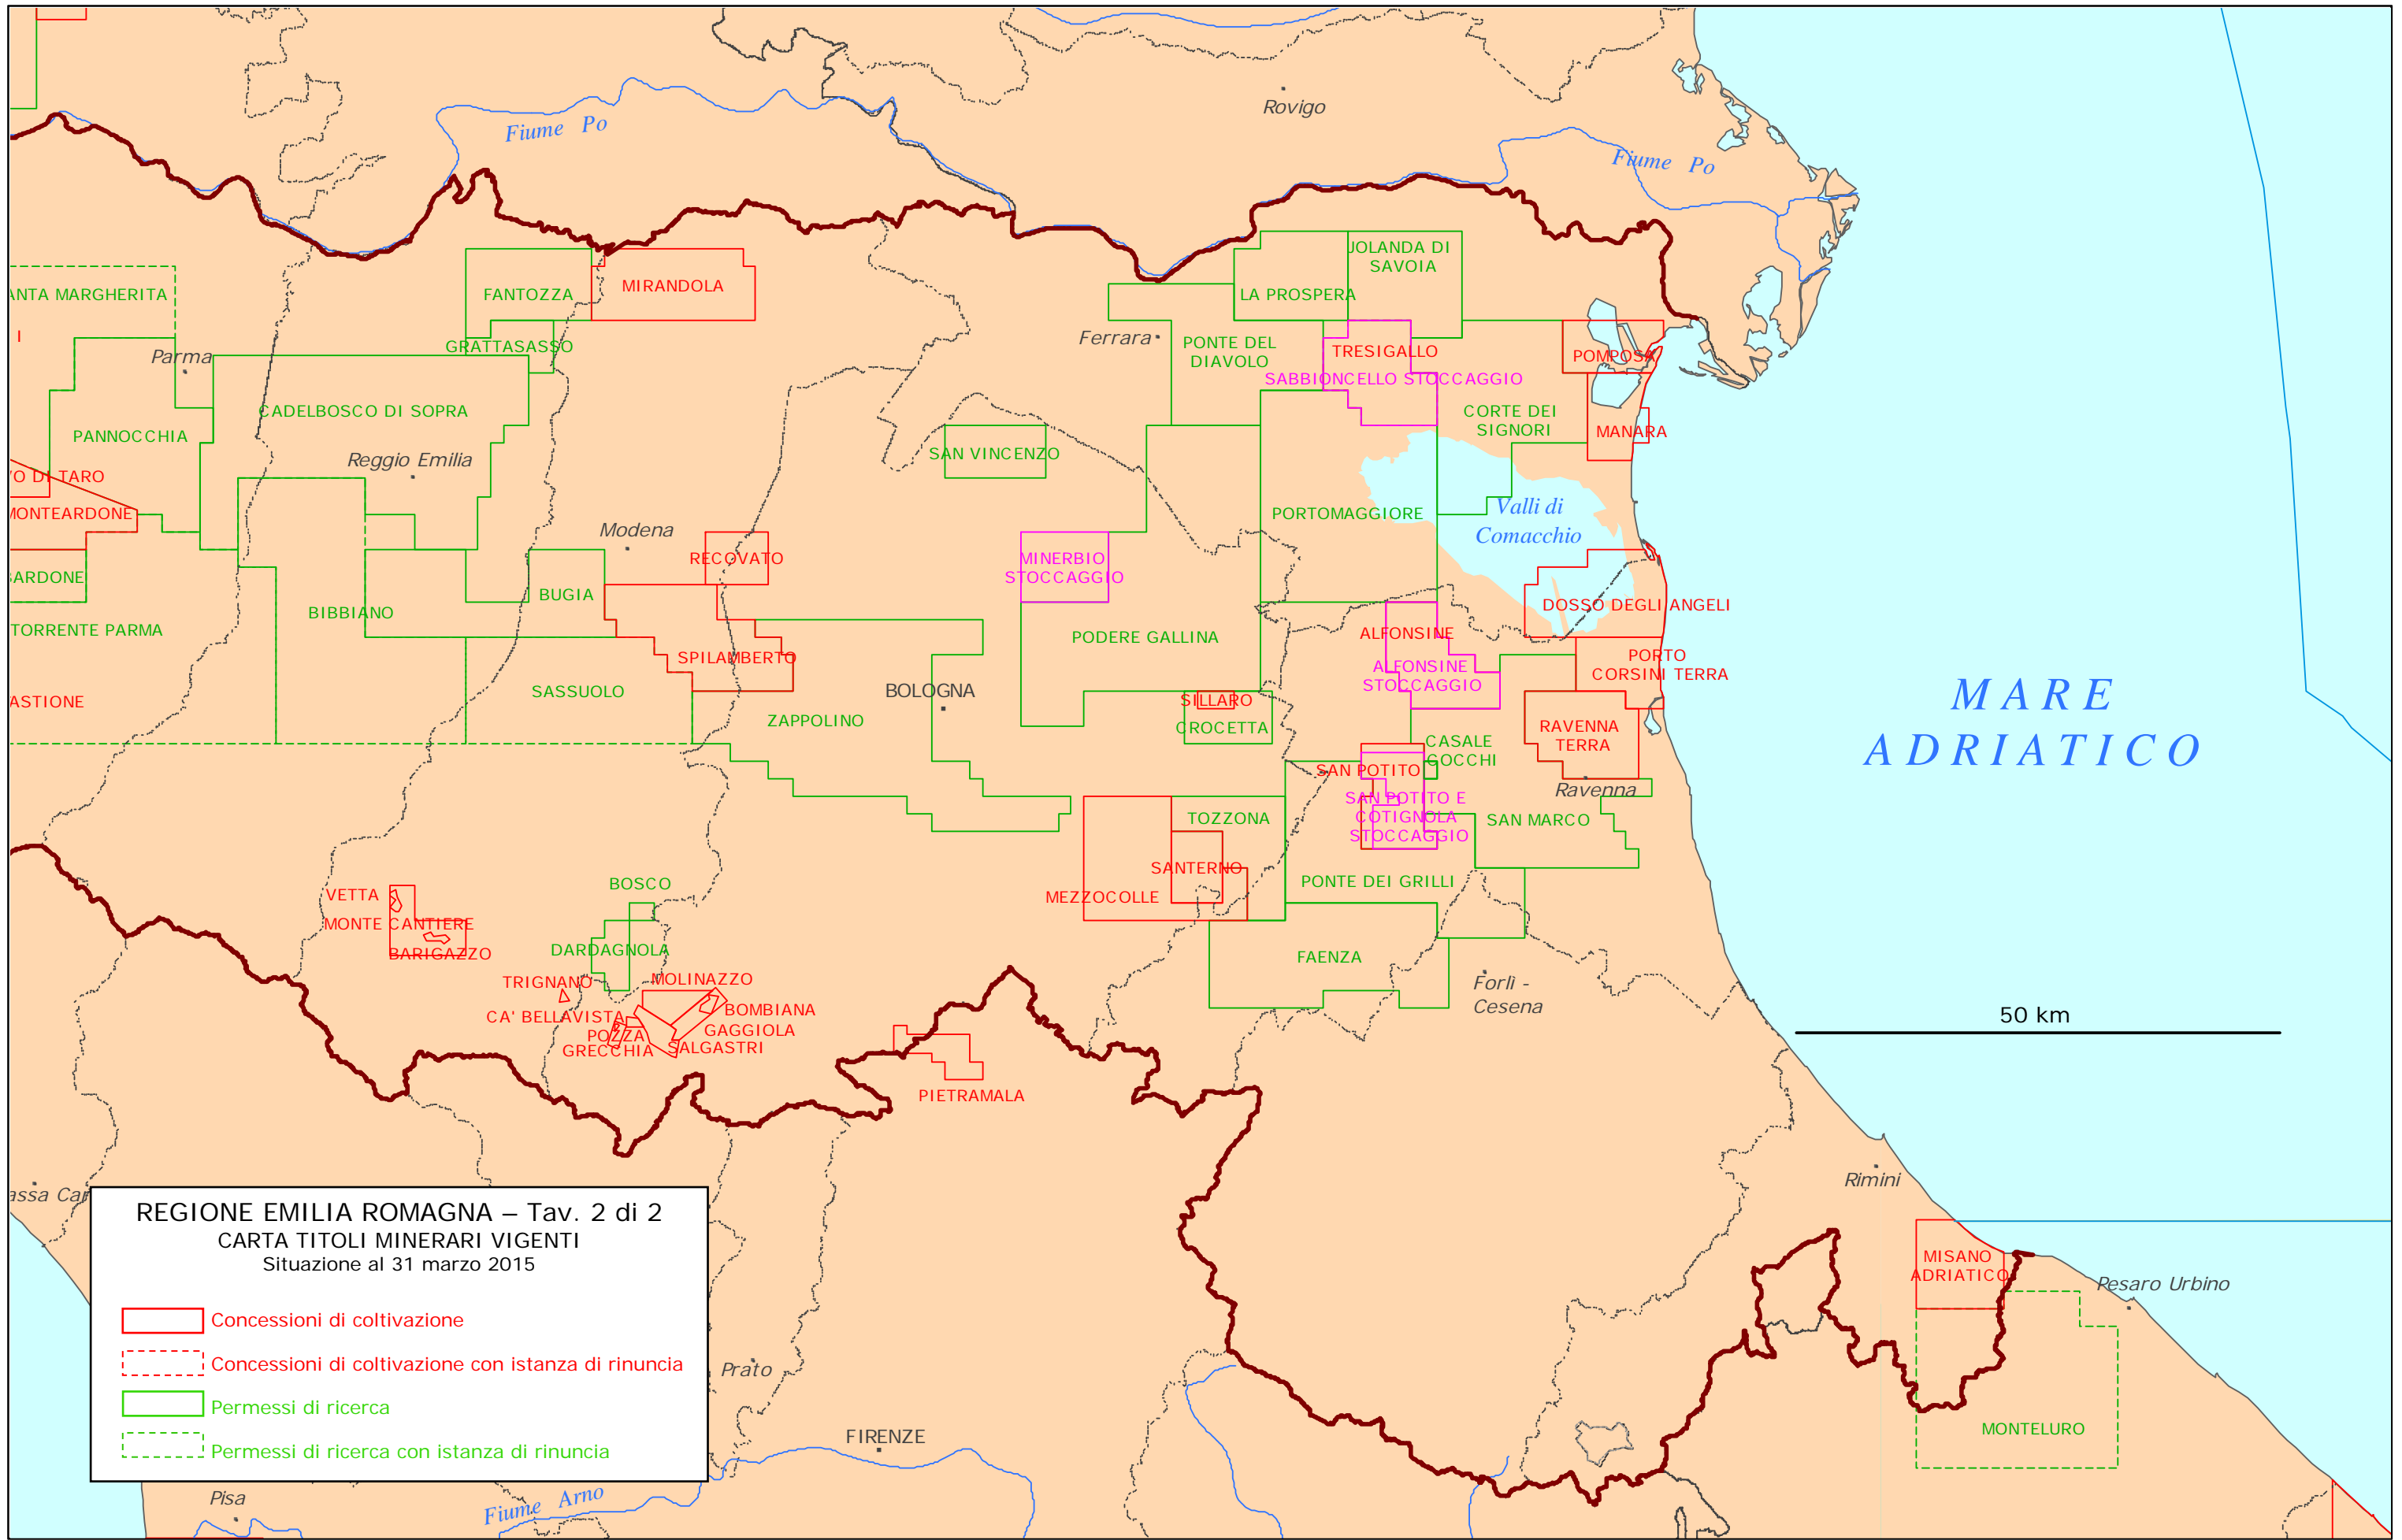 Rovigo
Fiume Po
Fiume Po
JOLANDA DI
SAVOIA
MIRANDOLA
FANTOZZA
LA PROSPERA
ANTA MARGHERITA
I
Parma
GRATTASASSO
Ferrara
PONTE DEL
DIAVOLO
TRESIGALLO
POMPOSA
SABBIONCELLO STOCCAGGIO
CADELBOSCO DI SOPRA
CORTE DEI
SIGNORI
PANNOCCHIA
MANARA
Reggio Emilia
SAN VINCENZO
O DI TARO
MONTEARDONE
PORTOMAGGIORE
Valli di
Comacchio
Modena
RECOVATO
MINERBIO
STOCCAGGIO
ARDONE
BUGIA
BIBBIANO
DOSSO DEGLI ANGELI
TORRENTE PARMA
PODERE GALLINA
ALFONSINE
SPILAMBERTO
PORTO
CORSINI TERRA
ALFONSINE
STOCCAGGIO
SASSUOLO
BOLOGNA
MARE
ADRIATICO
ASTIONE
SILLARO
ZAPPOLINO
CROCETTA
RAVENNA
TERRA
CASALE
COCCHI
SAN POTITO
Ravenna
SAN POTITO E
COTIGNOLA
STOCCAGGIO
TOZZONA
SAN MARCO
SANTERNO
MEZZOCOLLE
PONTE DEI GRILLI
BOSCO
VETTA
MONTE CANTIERE
BARIGAZZO
DARDAGNOLA
FAENZA
TRIGNANO
MOLINAZZO
Forlì -
Cesena
CA' BELLAVISTA
BOMBIANA
POZZA
GAGGIOLA
GRECCHIA
SALGASTRI
50 km
PIETRAMALA
Rimini
assa Car
MISANO
ADRIATICO
Pesaro Urbino
MONTELURO
Prato
FIRENZE
Pisa
Fiume Arno
REGIONE EMILIA ROMAGNA – Tav. 2 di 2
CARTA TITOLI MINERARI VIGENTI
Situazione al 31 marzo 2015
Concessioni di coltivazione
Concessioni di coltivazione con istanza di rinuncia
Permessi di ricerca
Permessi di ricerca con istanza di rinuncia